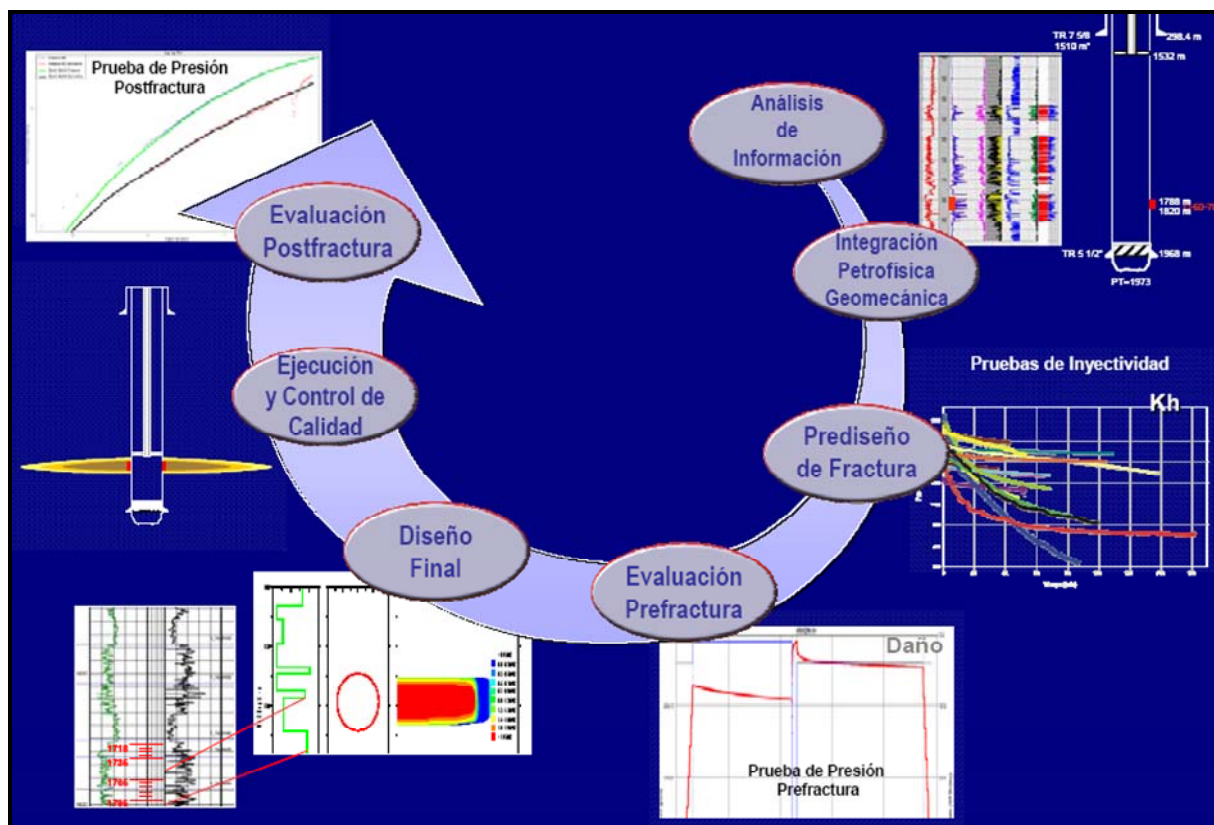 Prueba de Presión
Postfractura
Análisis
de
Información
TR 7 5/8
1510 m"
298.4 m
1532 m
Evaluación
Postfractura
Integración
Petrofísica
Geomecánica
1788 m
1820 m
TR 5 1/2"
1968 m
PT=1973
Ejecución
y Control de
Calidad
Pruebas de Inyectividad
Kh
Prediseño
de Fractura
Diseño
Final
Evaluación
Prefractura
Daño
Prueba de Presión
Prefractura
1718
1736